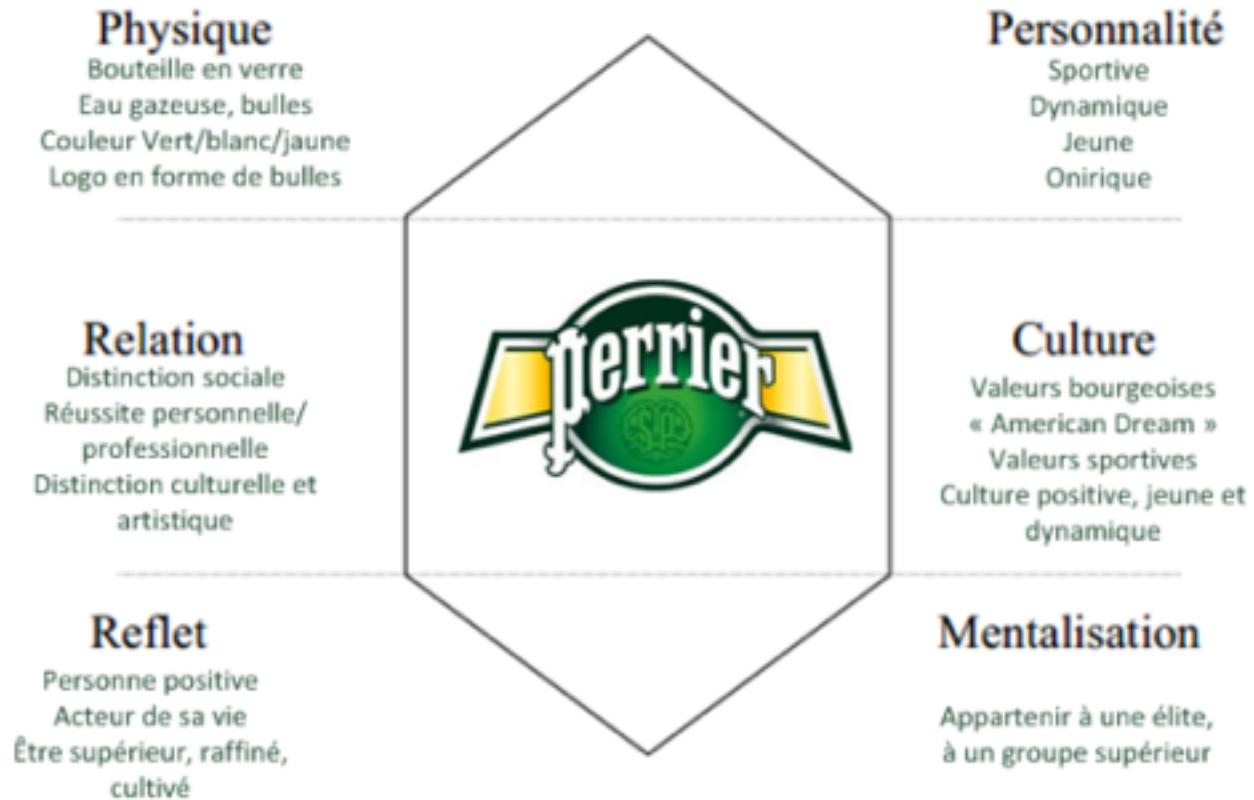 Physique
Bouteille en verre
Eau gazeuse, bulles
Couleur Vert/blanc/jaune
Logo en forme de bulles
Personnalité
Sportive
Dynamique
Jeune
Onirique
Relation
Distinction sociale
Réussite personnelle/
professionnelle
Distinction culturelle et
artistique
perrier
S.P.
Culture
Valeurs bourgeoises
« American Dream »
Valeurs sportives
Culture positive, jeune et
dynamique
Reflet
Personne positive
Acteur de sa vie
Être supérieur, raffiné,
cultivé
Mentalisation
Appartenir à une élite,
à un groupe supérieur